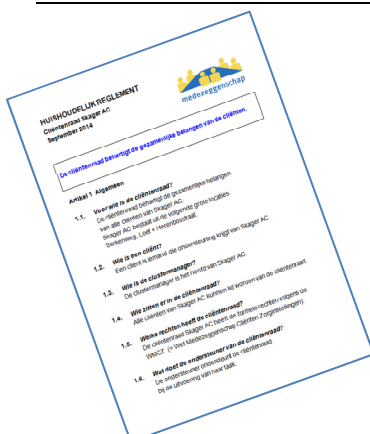 HUISHOUDELIJK REGLEMENT
Cliëntenraad Skager AC
September 2014
medezeggenschap
De cliëntenraad behartigt de gezamenlijke belangen van de cliënten.
Artikel 1 Algemeen
1.1. Voor wie is de cliëntenraad?
De cliëntenraad behartigt de gezamenlijke belangen
van alle cliënten van Skager AC.
Skager AC bestaat uit de volgende grote locaties:
Berkenweg, Loet + Herenbosstraat.
1.2. Wie is een cliënt?
Een cliënt is iemand die ondersteuning krijgt van Skager AC.
1.3. Wie is de clustermanager?
De clustermanager is het hoofd van Skager AC.
1.4. Wie zitten er in de cliëntenraad?
Alle cliënten van Skager AC kunnen lid worden van de cliëntenraad.
1.5. Welke rechten heeft de cliëntenraad?
De cliëntenraad Skager AC heeft de formele rechten volgens de
WMCZ. (= Wet Medezeggenschap Cliënten Zorginstellingen)
1.6. Wat doet de ondersteuner van de cliëntenraad?
De ondersteuner ondersteunt de cliëntenraad
bij de uitvoering van haar taak.